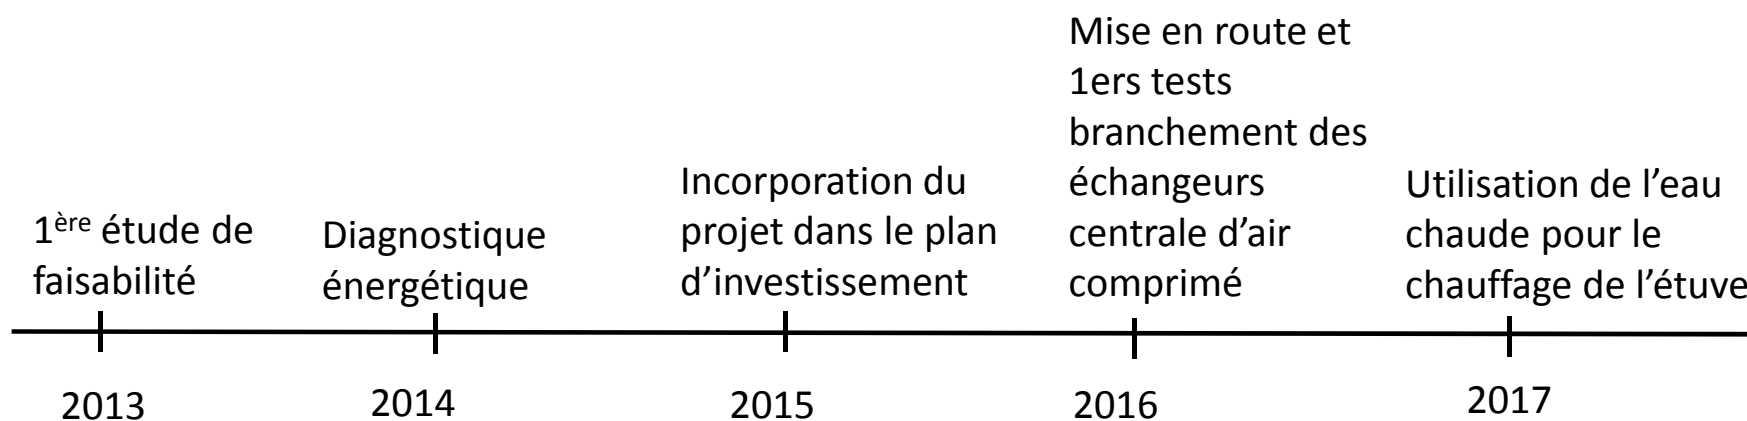 1ère étude de
faisabilité
Diagnostique
énergétique
Incorporation du
projet dans le plan
d’investissement
Mise en route et
1ers tests
branchement des
échangeurs
centrale d’air
comprimé
Utilisation de l’eau
chaude pour le
chauffage de l’étuve
2013
2014
2015
2016
2017